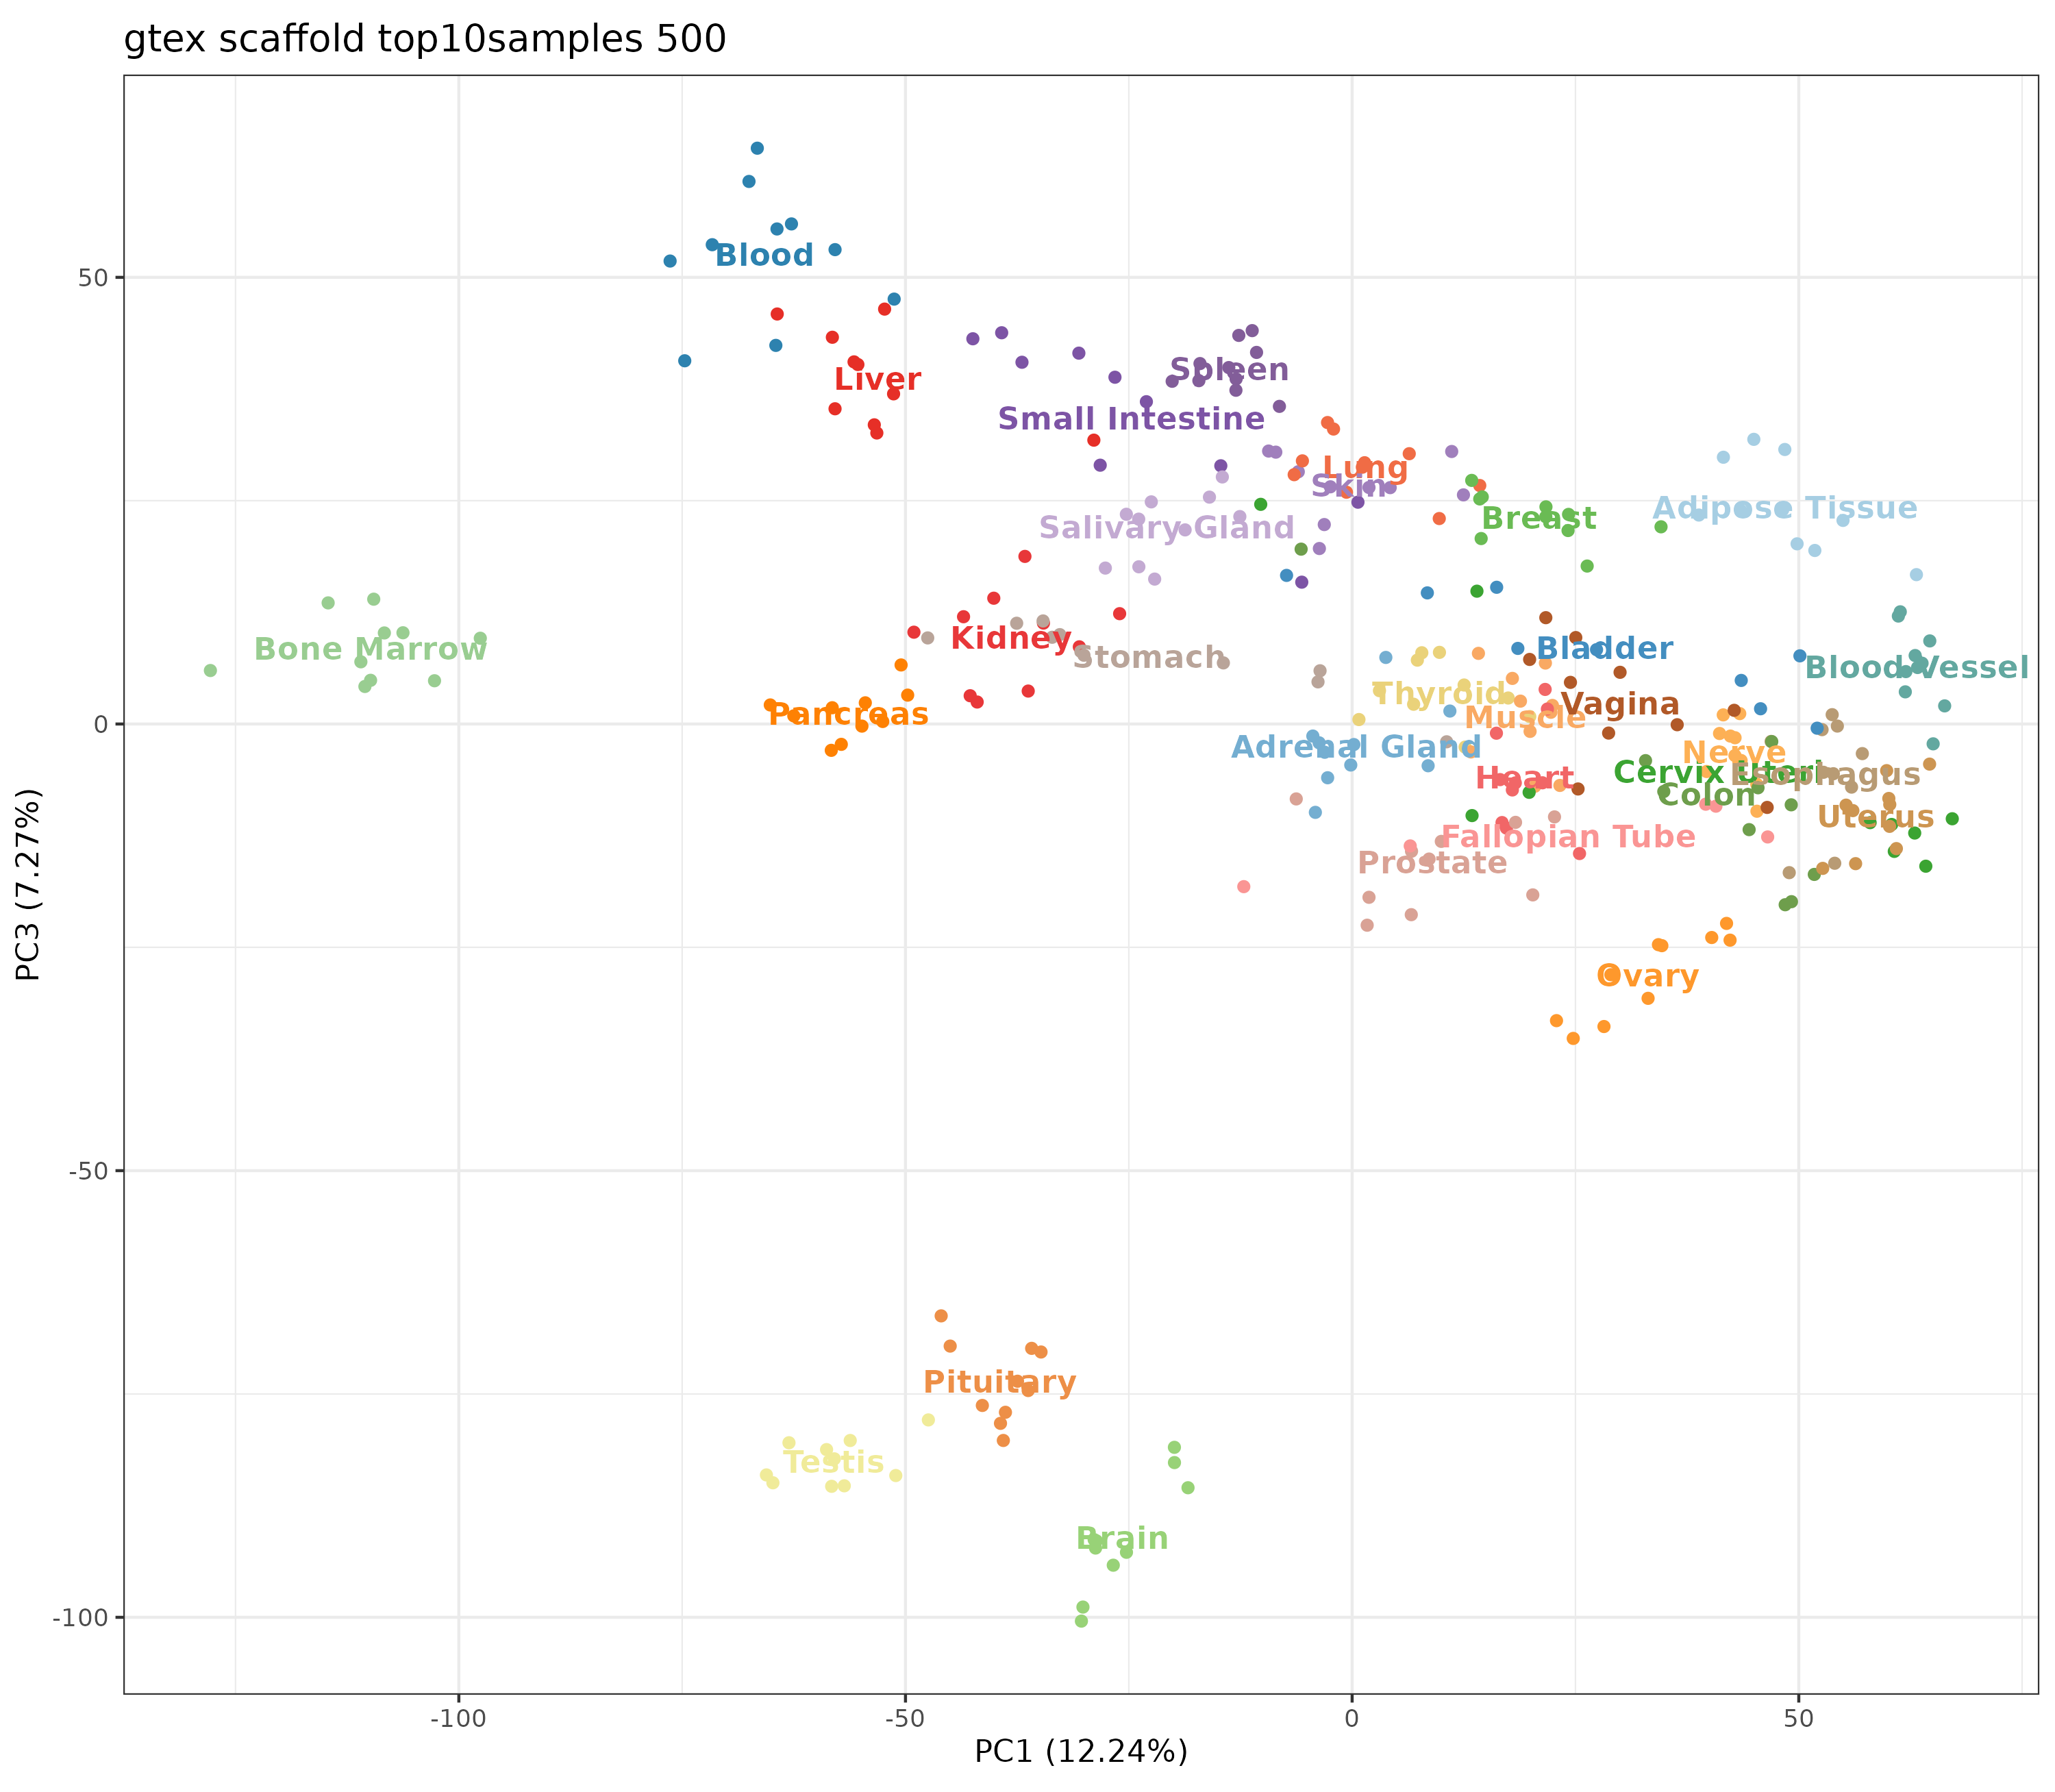 gtex scaffold top10samples 500
Blood
Liver
Spleen
Small Intestine
Lung
Skin
Adipose Tissue
Breast
Salivary Gland
Kidney
Bone Marrow
Bladder
Stomach
Blood Vessel
Thyroid
Vagina
Pancreas
Muscle
Adrenal Gland
Nerve
Cervix Uteri
Esophagus
Heart
Colon
Uterus
Fallopian Tube
Prostate
Ovary
Pituitary
Testis
Brain
50
0
-50
-100
PC3 (7.27%)
-100
-50
0
50
PC1 (12.24%)